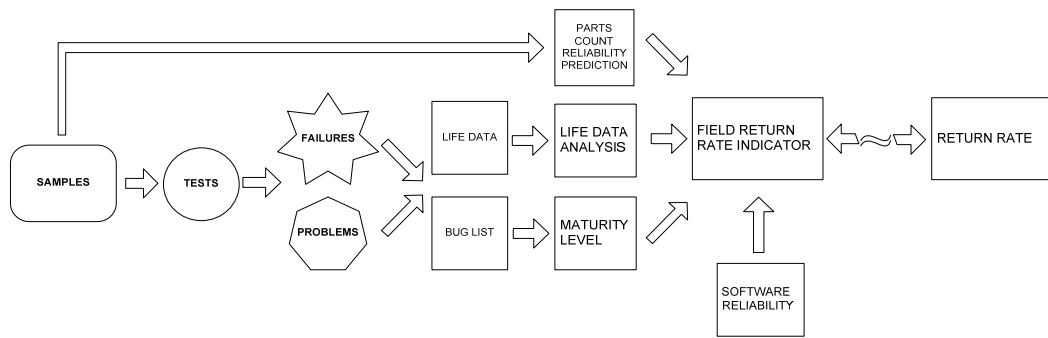 PARTS
COUNT
RELIABILITY
PREDICTION
SAMPLES
TESTS
FAILURES
PROBLEMS
LIFE DATA
BUG LIST
LIFE DATA
ANALYSIS
MATURITY
LEVEL
FIELD RETURN
RATE INDICATOR
SOFTWARE
RELIABILITY
RETURN RATE